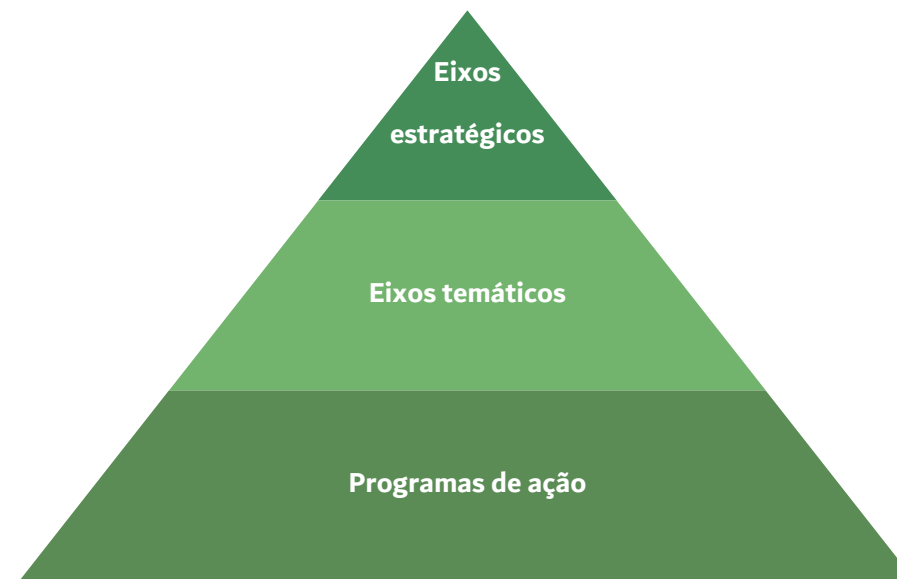 Eixos
estratégicos
Eixos temáticos
Programas de ação